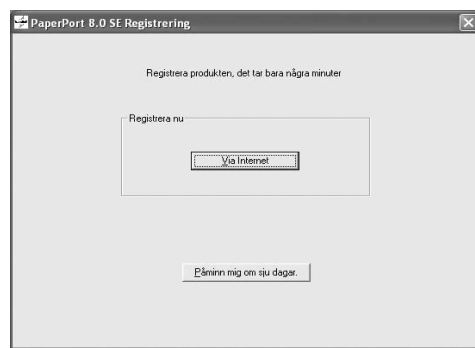 PaperPort 8.0 SE Registrering
Registrera produkten, det tar bara några minuter
Registrera nu
Via Internet
Påminn mig om sju dagar.